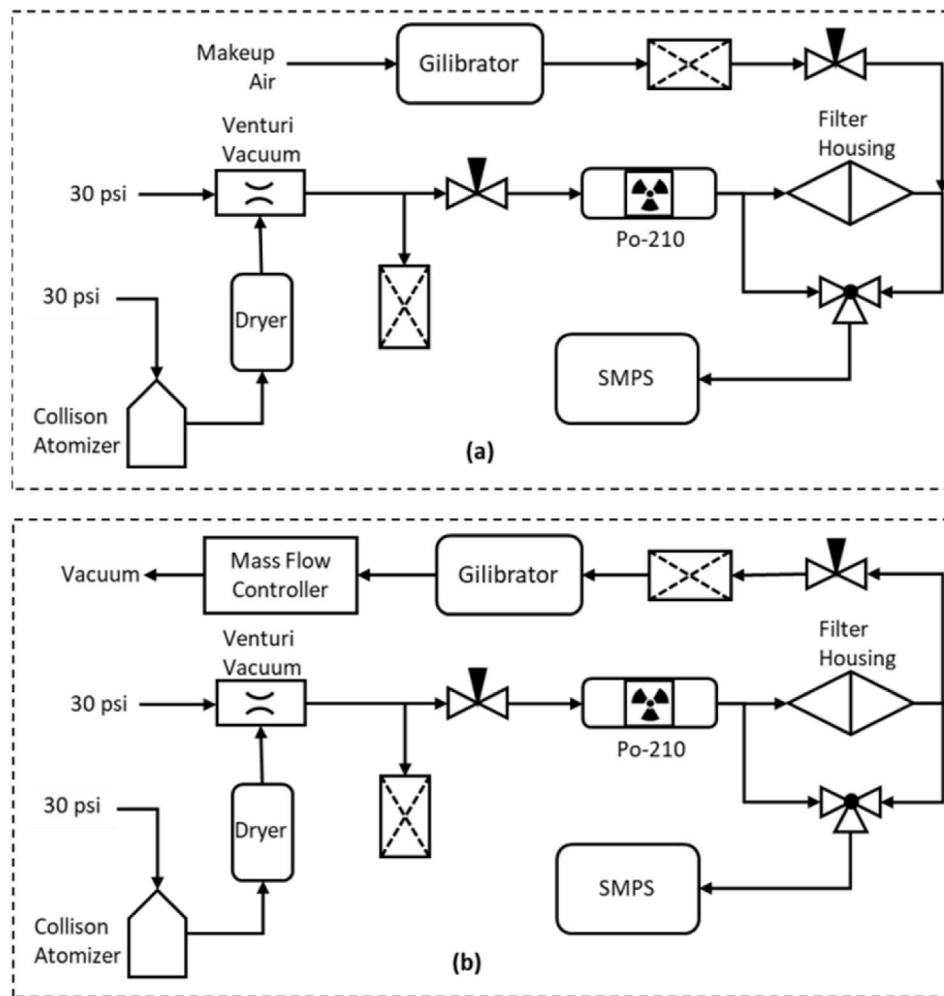 Makeup
Air
Gilibrator
Venturi
Vacuum
Filter
Housing
30 psi
Po-210
30 psi
Dryer
SMPS
Collison
Atomizer
(a)
Vacuum
Mass Flow
Controller
Gilibrator
Venturi
Vacuum
Filter
Housing
30 psi
Po-210
30 psi
Dryer
SMPS
Collison
Atomizer
(b)